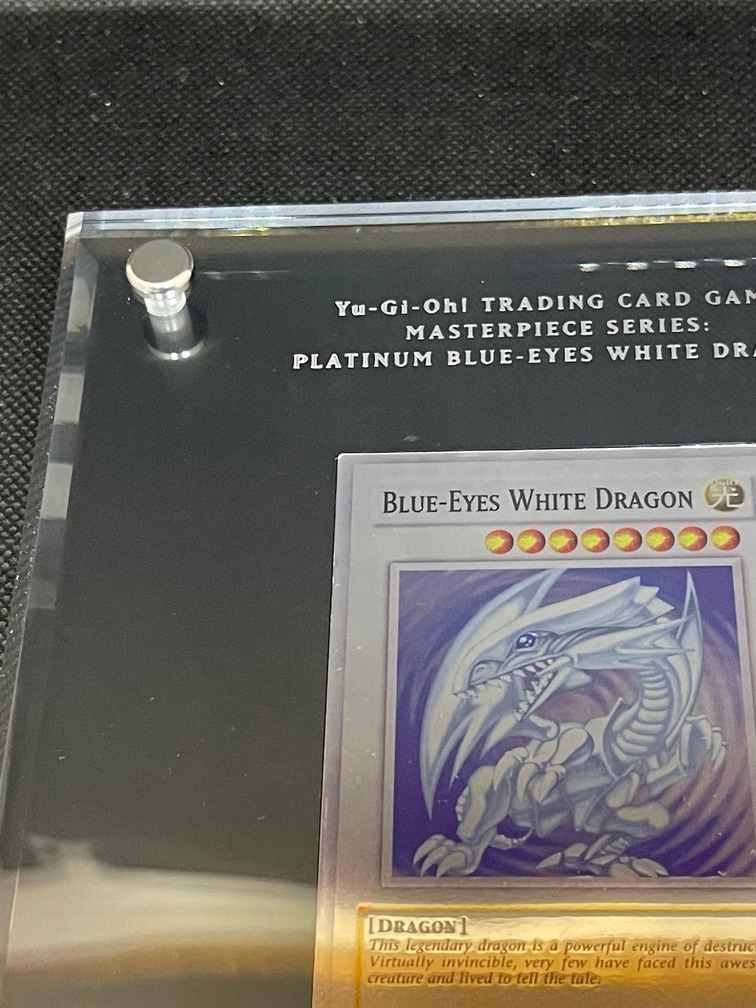 Yu-Gi-Oh! TRADING CARD GAM
MASTERPIECE SERIES:
PLATINUM BLUE-EYES WHITE DRA
BLUE-EYES WHITE DRAGON
LIGHT
光
[DRAGON]
This legendary dragon is a powerful engine of destruc
Virtually invincible, very few have faced this awes
creature and lived to tell the tale.